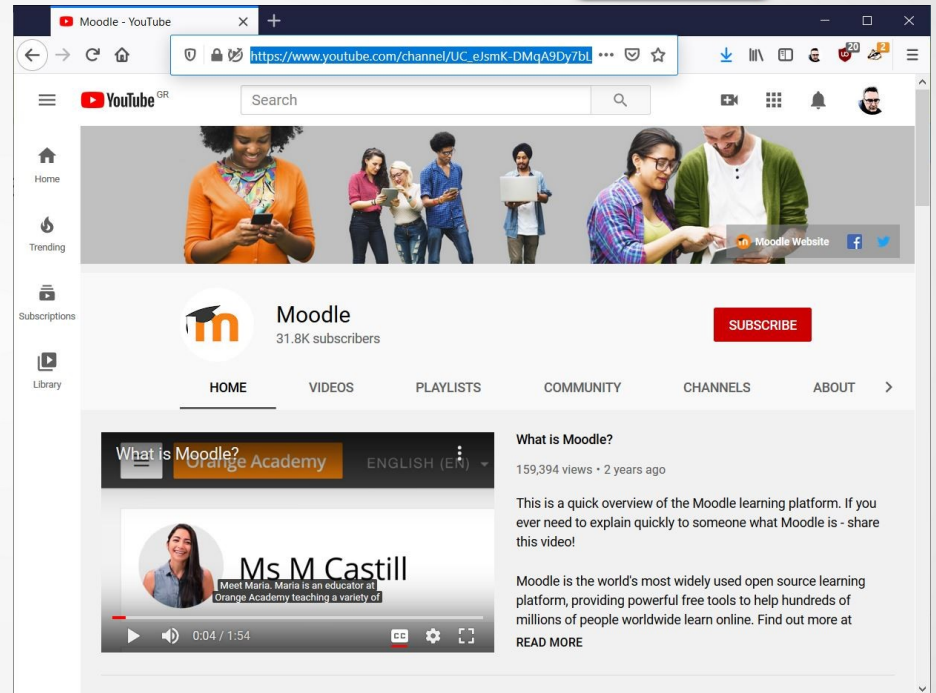 Moodle - YouTube
https://www.youtube.com/channel/UC_eJsmK-DMqA9Dy7bL
20
2
YouTube GR
Search
Home
Trending
Subscriptions
Library
Moodle Website
Moodle
31.8K subscribers
SUBSCRIBE
HOME VIDEOS PLAYLISTS COMMUNITY CHANNELS ABOUT
What is Moodle?
Orange Academy ENGLISH (EN)
Ms M Castill
Meet Maria. Maria is an educator at
Orange Academy teaching a variety of
0:04 / 1:54
CC
What is Moodle?
159,394 views • 2 years ago
This is a quick overview of the Moodle learning platform. If you
ever need to explain quickly to someone what Moodle is - share
this video!
Moodle is the world's most widely used open source learning
platform, providing powerful free tools to help hundreds of
millions of people worldwide learn online. Find out more at
READ MORE